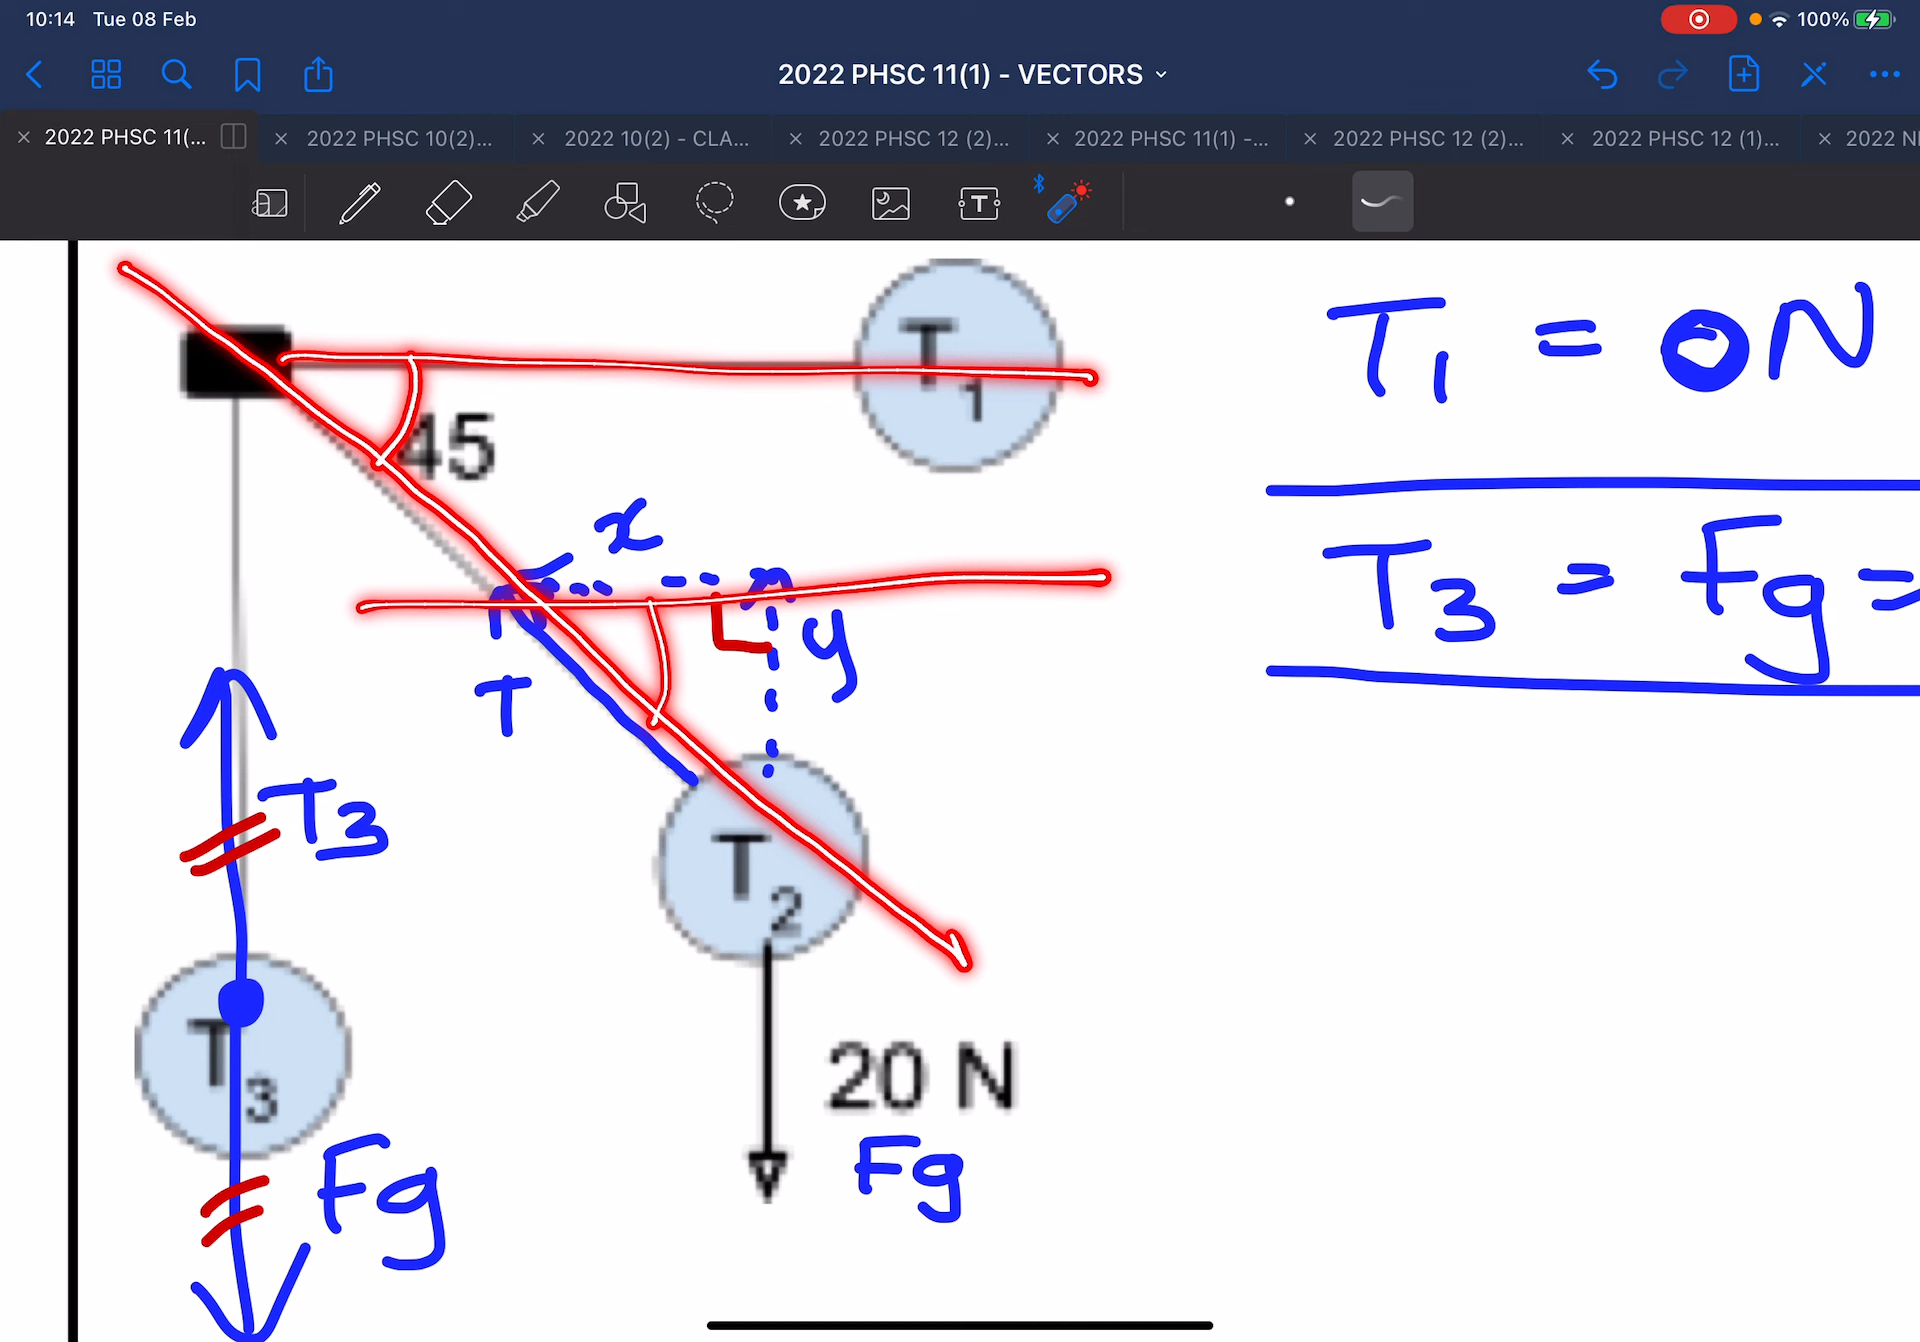 10:14 Tue 08 Feb
100%
2022 PHSC 11(1) - VECTORS
2022 PHSC 11(... 2022 PHSC 10(2)... 2022 10(2) - CLA... 2022 PHSC 12 (2)... 2022 PHSC 11(1) -... 2022 PHSC 12 (2)... 2022 PHSC 12 (1)... 2022 N
T
T1
T1 = 0N
45
x
T3 = Fg =
y
T
T3
T2
T3
20 N
Fg
Fg